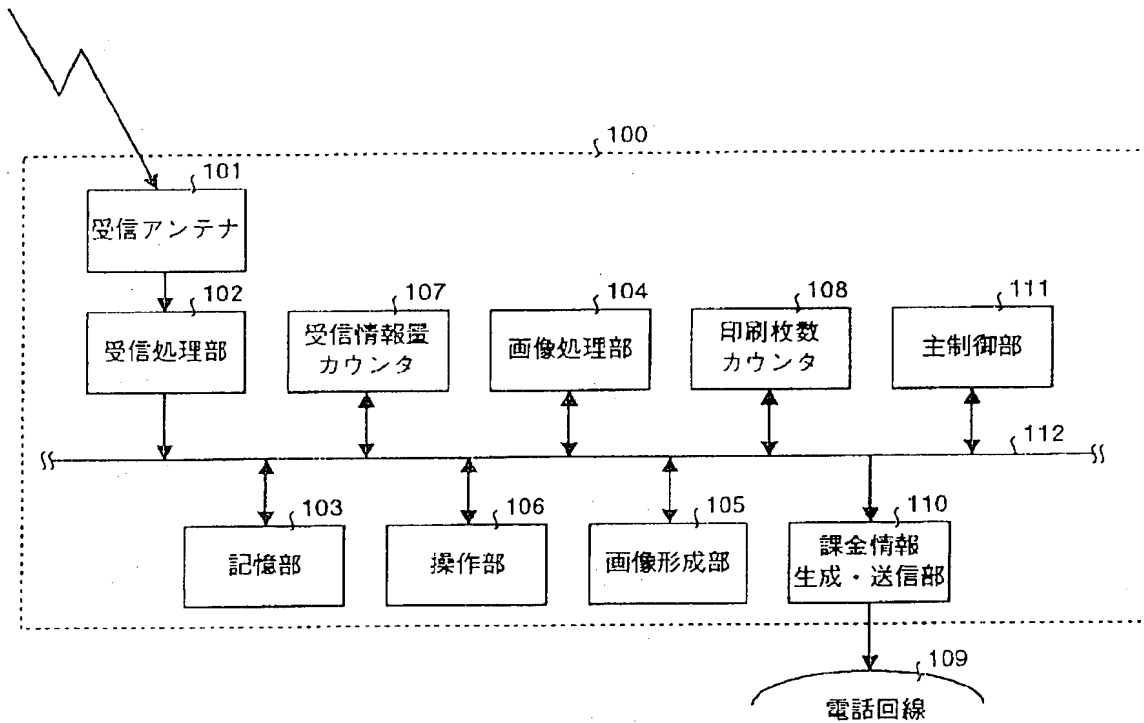 100
101
受信アンテナ
102
受信処理部
107
受信情報量
カウンタ
104
画像処理部
108
印刷枚数
カウンタ
111
主制御部
112
103
記憶部
106
操作部
105
画像形成部
110
課金情報
生成・送信部
109
電話回線